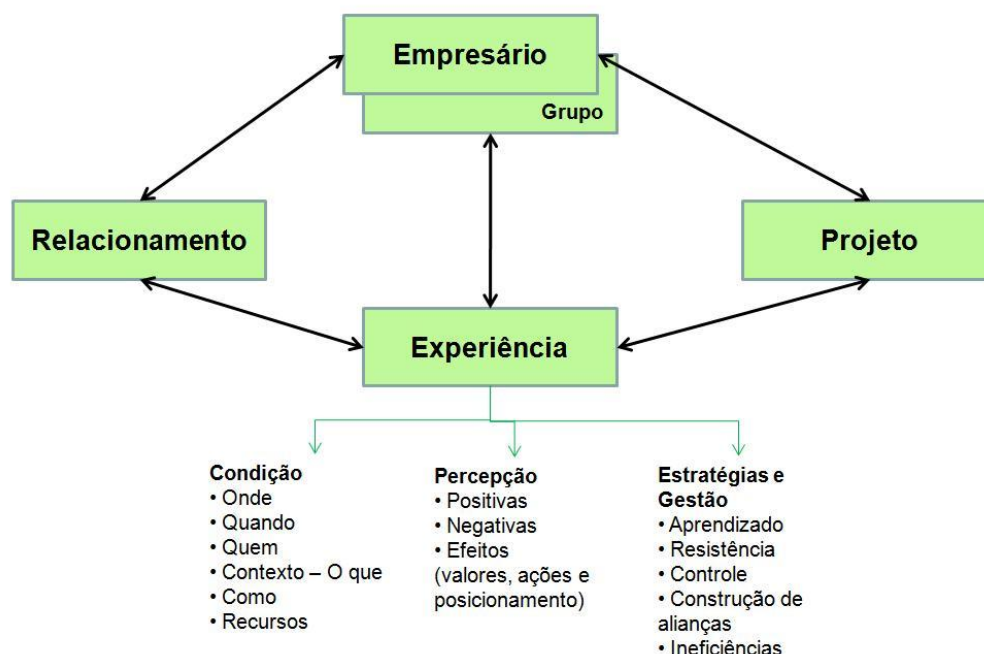 Empresário
Grupo
Relacionamento
Projeto
Experiência
Condição
• Onde
• Quando
• Quem
• Contexto – O que
• Como
• Recursos
Percepção
• Positivas
• Negativas
• Efeitos
(valores, ações e
posicionamento)
Estratégias e
Gestão
• Aprendizado
• Resistência
• Controle
• Construção de
alianças
• Ineficiências